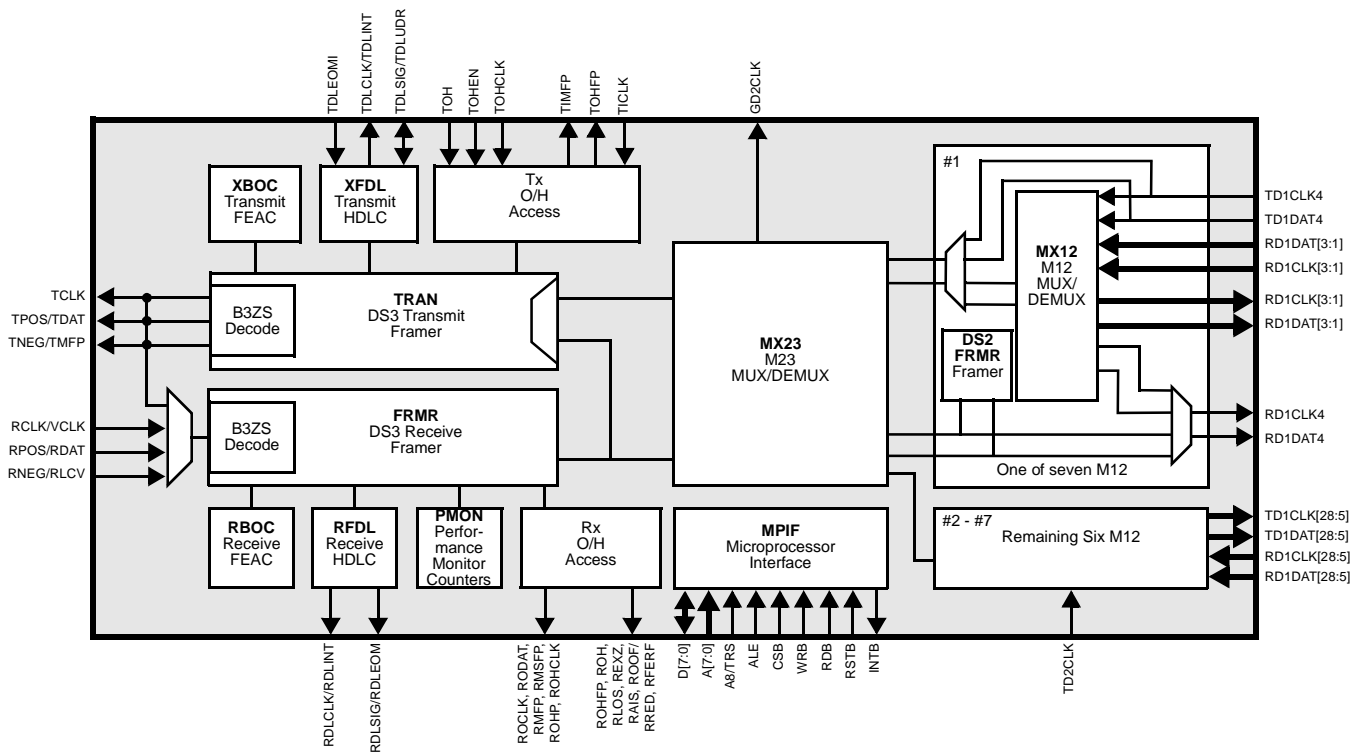 TDLEOMI
TDLCLK/TDLINT
TDLSIG/TDLUDR
TOH
TOHEN
TOHCLK
TIMFP
TOHFP
TICLK
GD2CLK
XBOC
Transmit
FEAC
XFDL
Transmit
HDLC
Tx
O/H
Access
#1
MX12
M12
MUX/
DEMUX
DS2
FRMR
Framer
One of seven M12
TD1CLK4
TD1DAT4
RD1DAT[3:1]
RD1CLK[3:1]
RD1CLK[3:1]
RD1DAT[3:1]
RD1CLK4
RD1DAT4
TCLK
TPOS/TDAT
TNEG/TMFP
B3ZS
Decode
TRAN
DS3 Transmit
Framer
MX23
M23
MUX/DEMUX
RCLK/VCLK
RPOS/RDAT
RNEG/RLCV
B3ZS
Decode
FRMR
DS3 Receive
Framer
RBOC
Receive
FEAC
RFDL
Receive
HDLC
PMON
Perfor-
mance
Monitor
Counters
Rx
O/H
Access
MPIF
Microprocessor
Interface
#2 - #7
Remaining Six M12
TD1CLK[28:5]
TD1DAT[28:5]
RD1CLK[28:5]
RD1DAT[28:5]
RDLCLK/RDLINT
RDLSIG/RDLEOM
ROCLK, RODAT,
RMFP, RMSFP,
ROHP, ROHCLK
ROHFP, ROH,
RLOS, REXZ,
RAIS, ROOF/
RRED, RFERF
D[7:0]
A[7:0]
A8/TRS
ALE
CSB
WRB
RDB
RSTB
INTB
TD2CLK